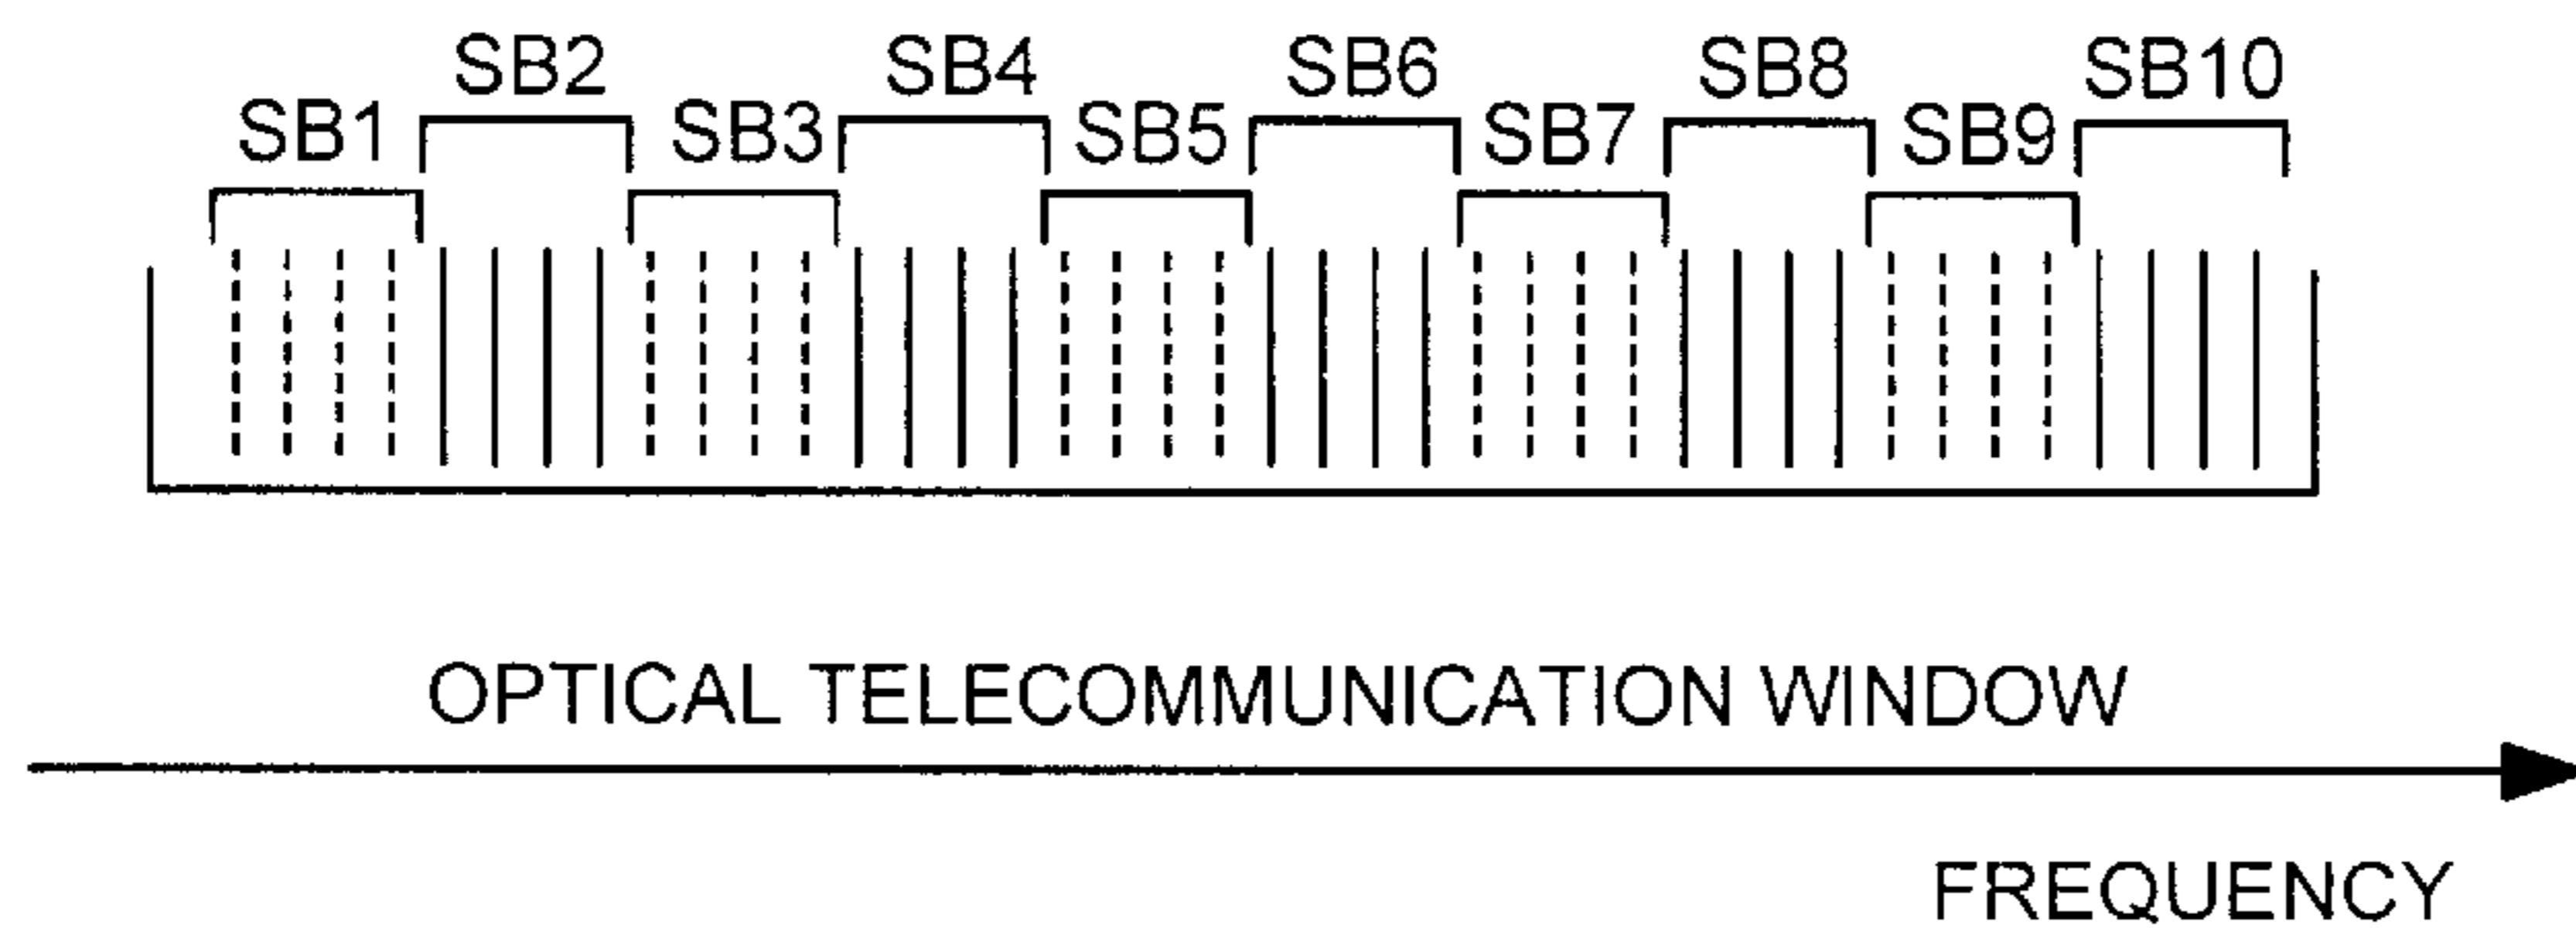 SB2 SB4 SB6 SB8 SB10
SB1 SB3 SB5 SB7 SB9
OPTICAL TELECOMMUNICATION WINDOW
FREQUENCY